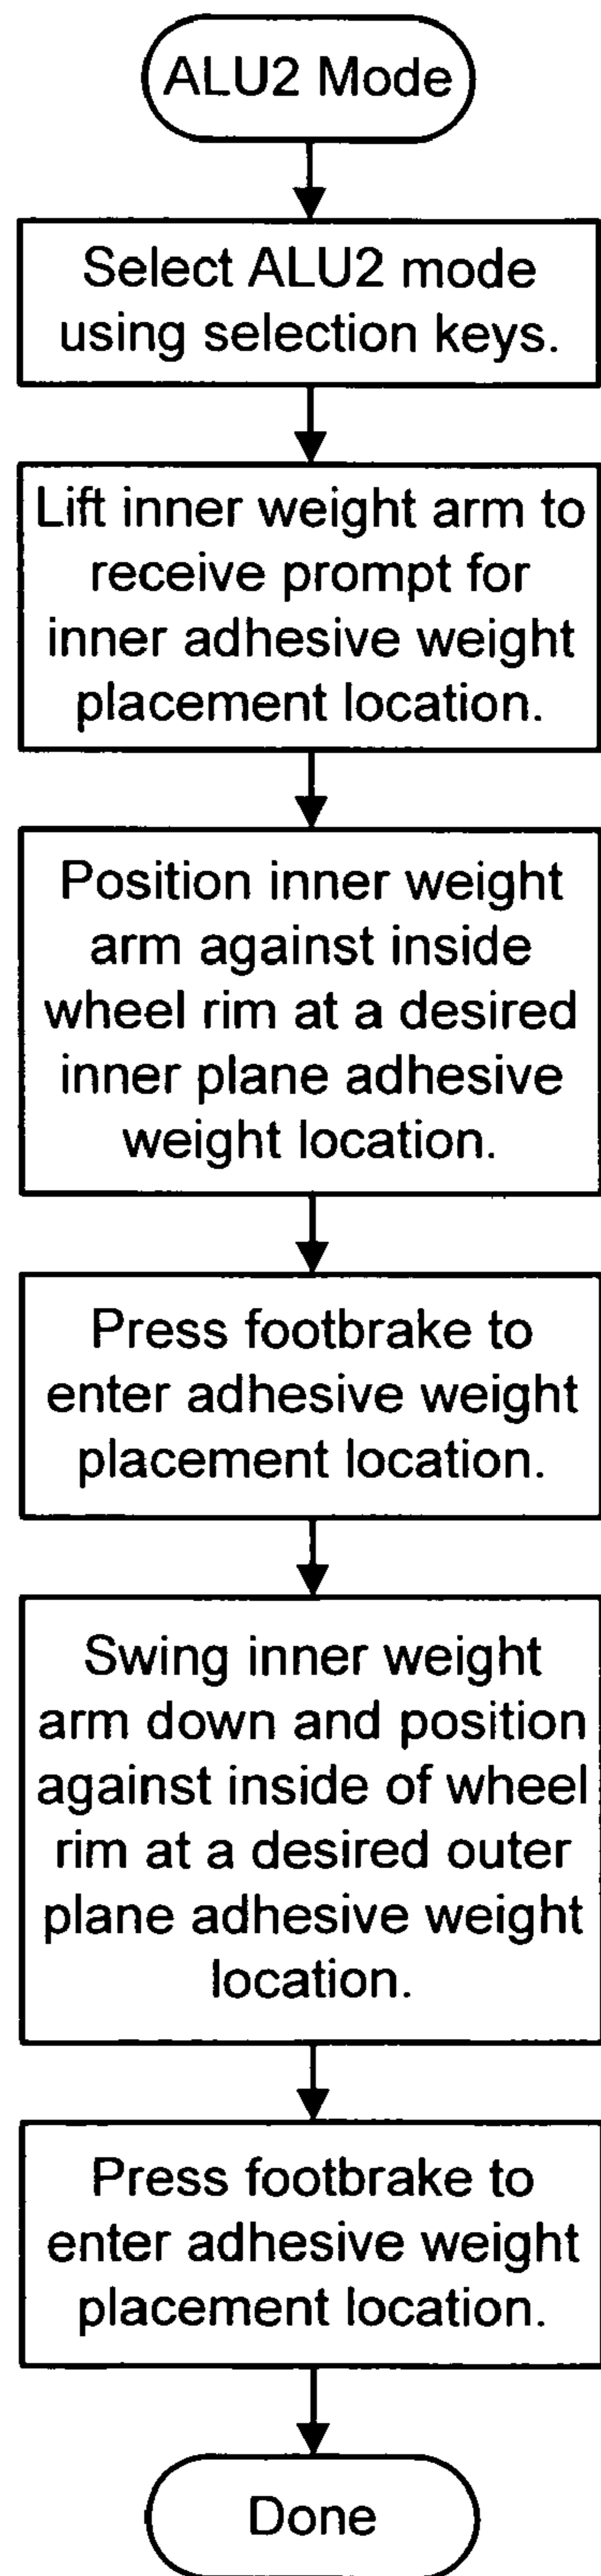 ALU2 Mode
Select ALU2 mode
using selection keys.
Lift inner weight arm to
receive prompt for
inner adhesive weight
placement location.
Position inner weight
arm against inside
wheel rim at a desired
inner plane adhesive
weight location.
Press footbrake to
enter adhesive weight
placement location.
Swing inner weight
arm down and position
against inside of wheel
rim at a desired outer
plane adhesive weight
location.
Press footbrake to
enter adhesive weight
placement location.
Done